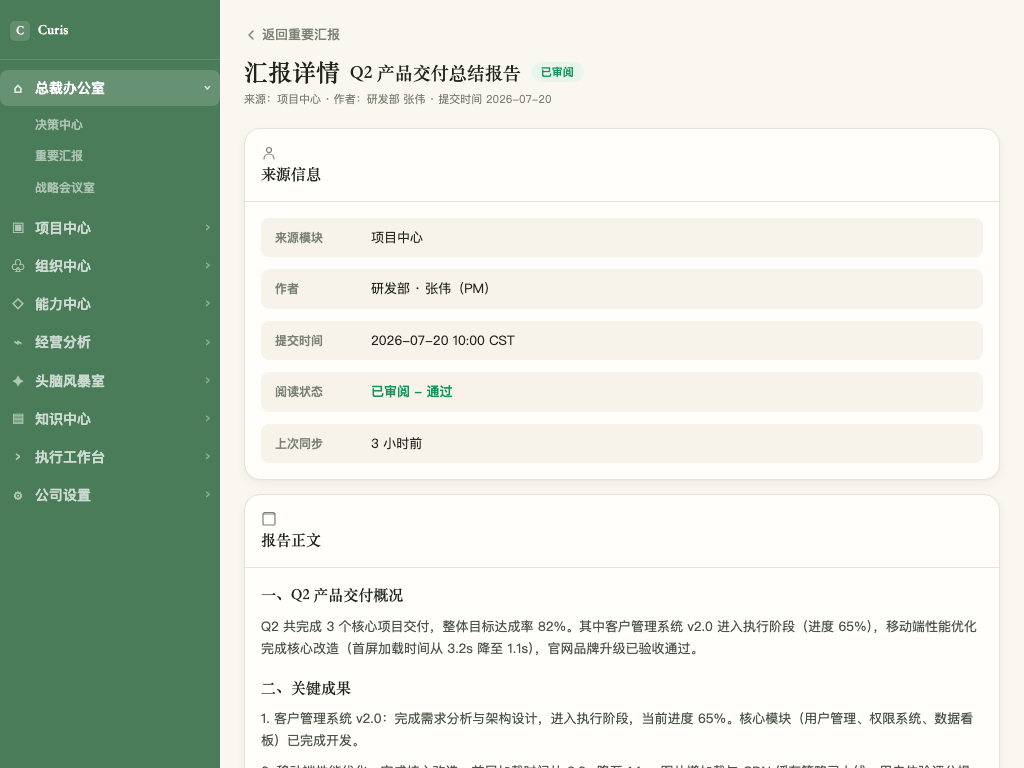 C Curis
总裁办公室
决策中心
重要汇报
战略会议室
项目中心
组织中心
能力中心
经营分析
头脑风暴室
知识中心
执行工作台
公司设置
返回重要汇报
汇报详情 Q2 产品交付总结报告 已审阅
来源：项目中心 · 作者：研发部 张伟 · 提交时间 2026-07-20
来源信息
来源模块 项目中心
作者 研发部 · 张伟（PM）
提交时间 2026-07-20 10:00 CST
阅读状态 已审阅 – 通过
上次同步 3 小时前
报告正文
一、Q2 产品交付概况
Q2 共完成 3 个核心项目交付，整体目标达成率 82%。其中客户管理系统 v2.0 进入执行阶段（进度 65%），移动端性能优化
完成核心改造（首屏加载时间从 3.2s 降至 1.1s），官网品牌升级已验收通过。
二、关键成果
1. 客户管理系统 v2.0：完成需求分析与架构设计，进入执行阶段，当前进度 65%。核心模块（用户管理、权限系统、数据看
板）已完成开发。